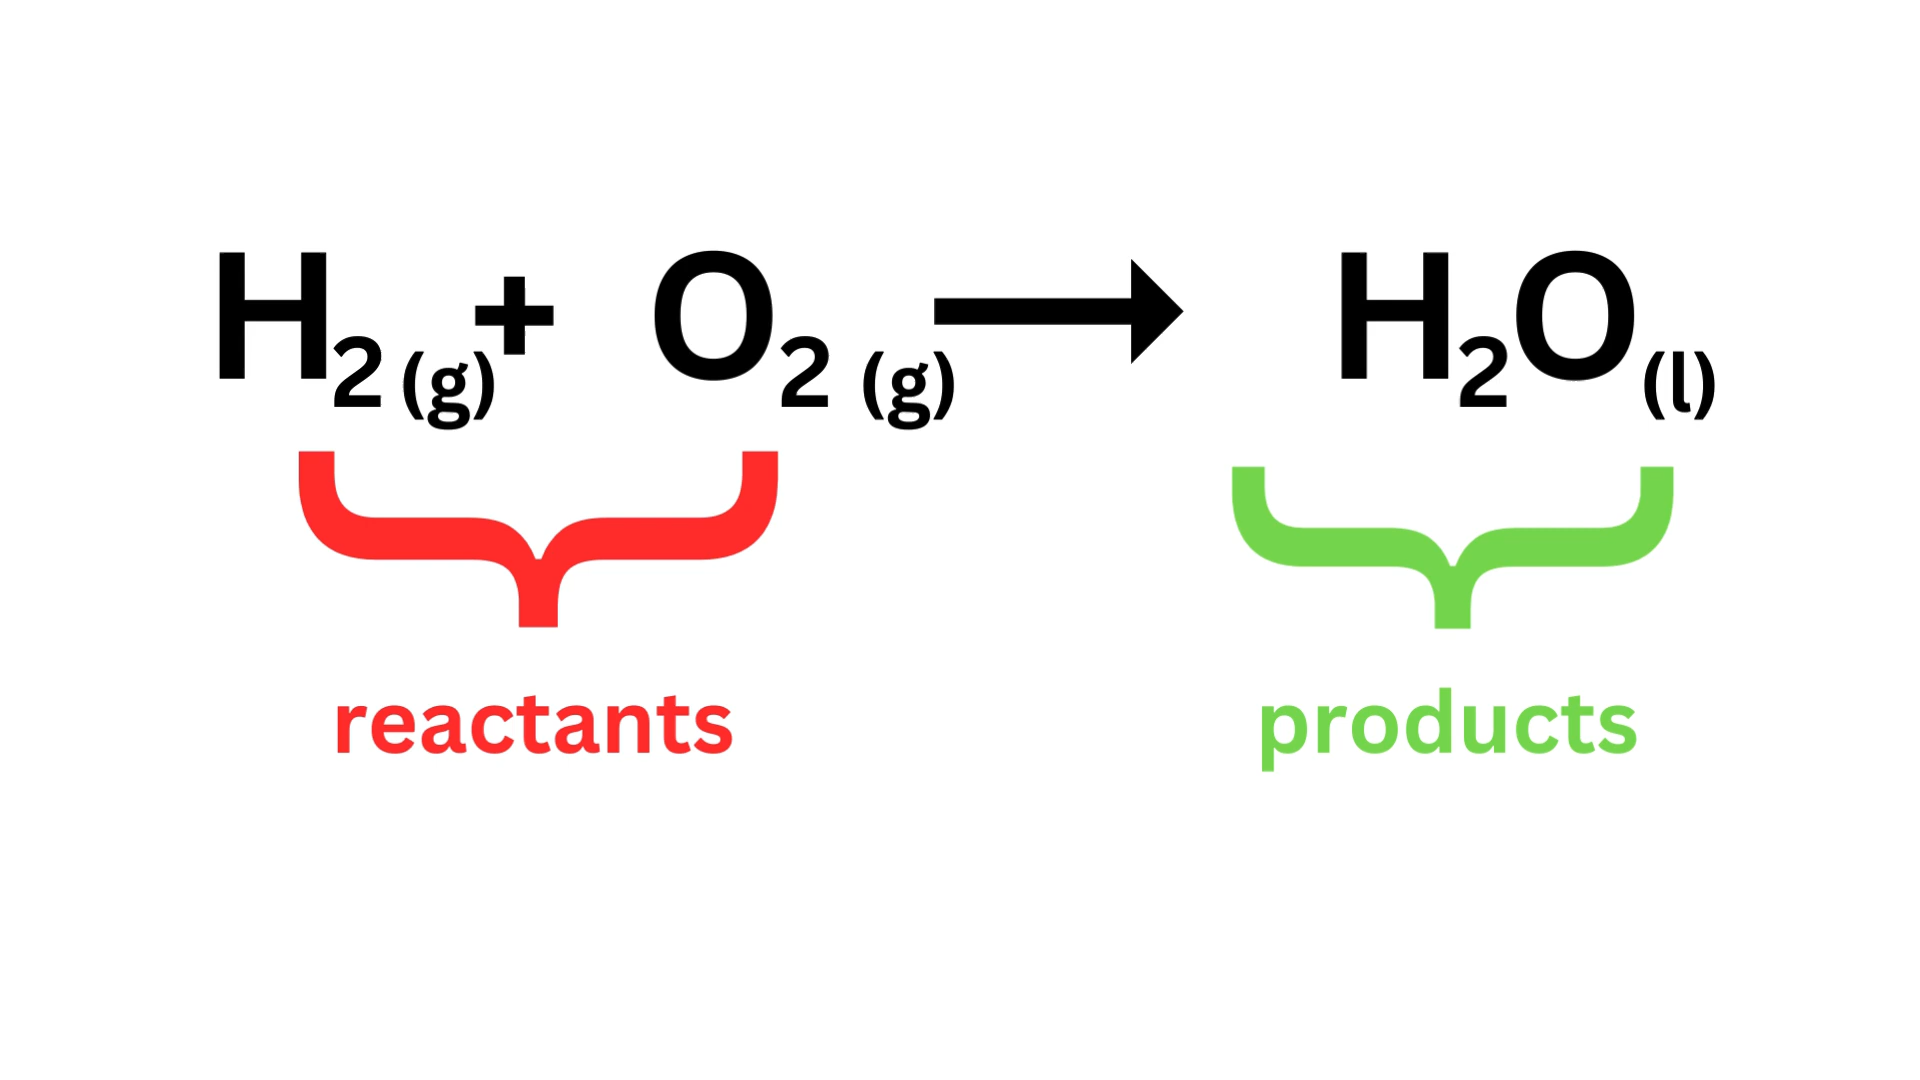 H₂ (g) + O₂ (g) → H₂O (l)
reactants products